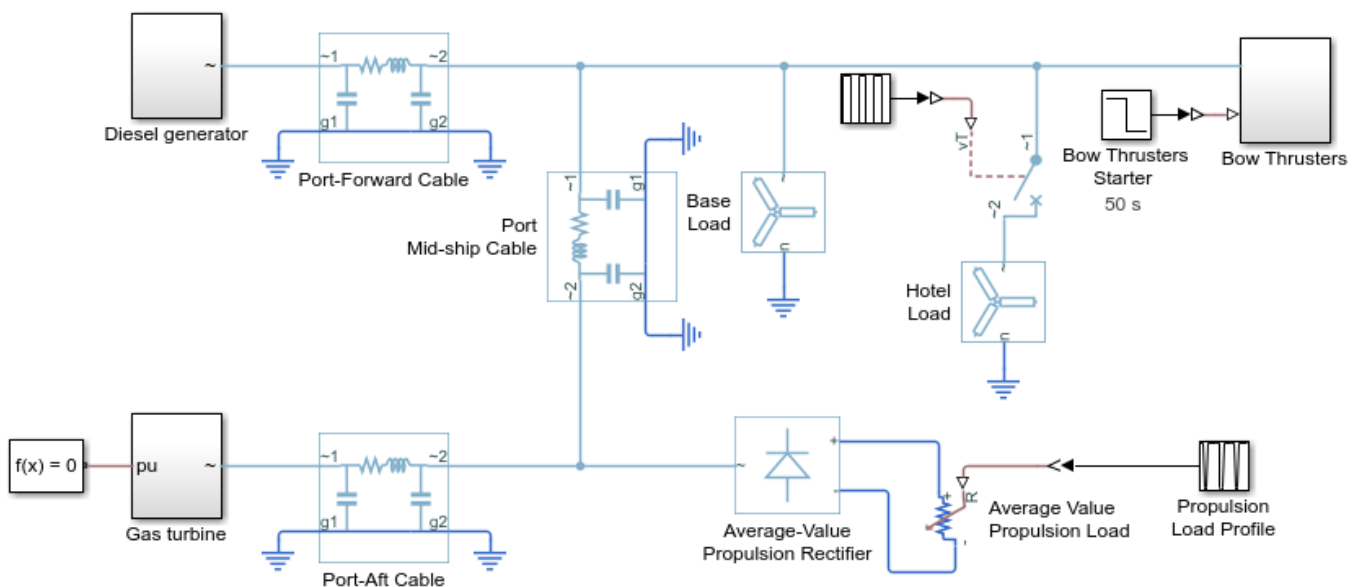 ~
Diesel generator
~1
~2
g1
g2
Port-Forward Cable
~1
g1
Port
Mid-ship Cable
~2
g2
Base
Load
~
n
vT
~1
~2
Hotel
Load
~
n
Bow Thrusters
Starter
50 s
Bow Thrusters
f(x) = 0
pu
~
Gas turbine
~1
~2
g1
g2
Port-Aft Cable
~
+
-
Average-Value
Propulsion Rectifier
+
R
-
Average Value
Propulsion Load
Propulsion
Load Profile